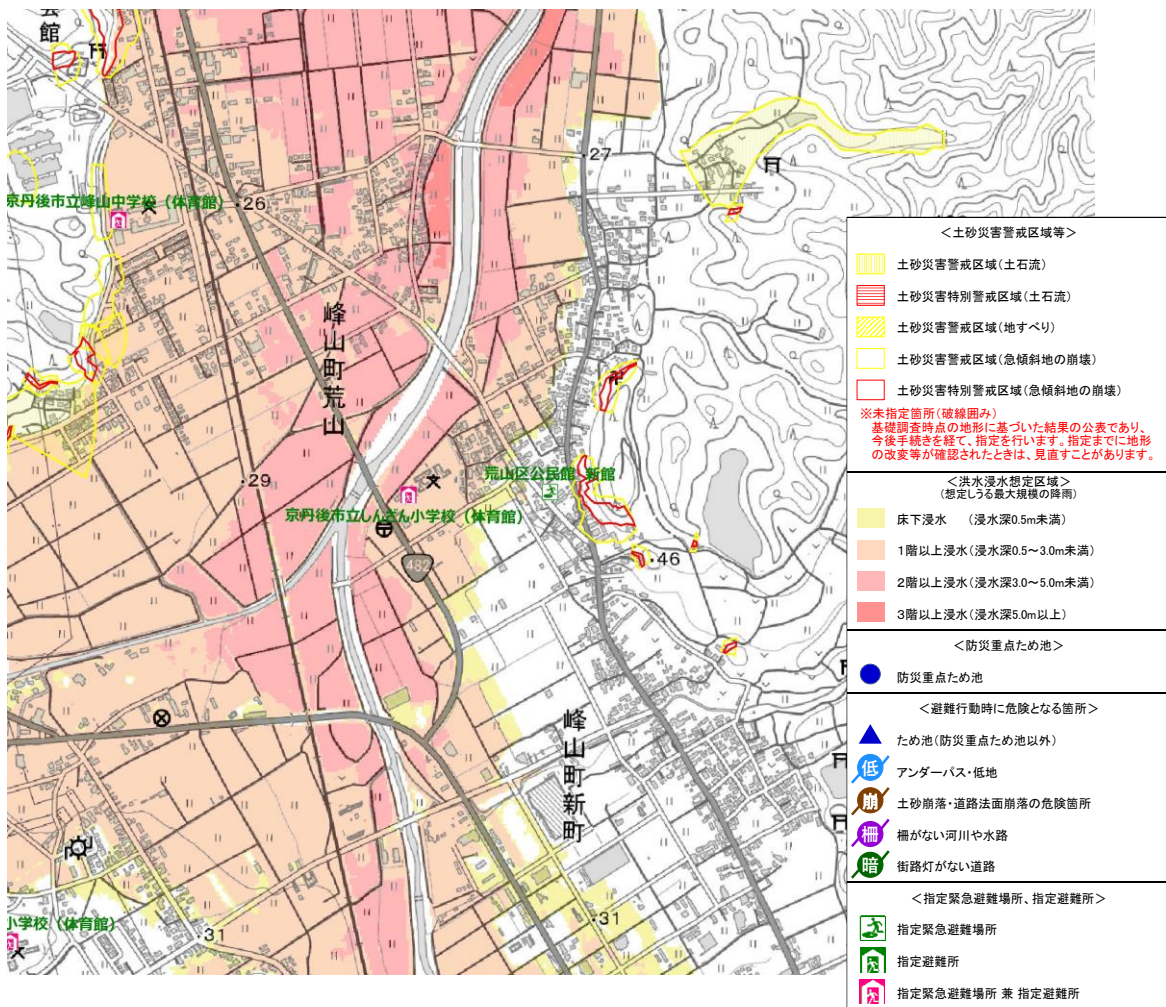 会館
京丹後市立峰山中学校（体育館）
26
27
峰山町荒山
29
荒山区公民館 新館
京丹後市立しんざん小学校（体育館）
482
46
峰山町新町
小学校（体育館）
31
31
＜土砂災害警戒区域等＞
土砂災害警戒区域（土石流）
土砂災害特別警戒区域（土石流）
土砂災害警戒区域（地すべり）
土砂災害警戒区域（急傾斜地の崩壊）
土砂災害特別警戒区域（急傾斜地の崩壊）
※未指定箇所（破線囲み）
基礎調査時点の地形に基づいた結果の公表であり、
今後手続きを経て、指定を行います。指定までに地形
の改変等が確認されたときは、見直すことがあります。
＜洪水浸水想定区域＞
（想定しうる最大規模の降雨）
床下浸水 （浸水深0.5m未満）
1階以上浸水（浸水深0.5～3.0m未満）
2階以上浸水（浸水深3.0～5.0m未満）
3階以上浸水（浸水深5.0m以上）
＜防災重点ため池＞
防災重点ため池
＜避難行動時に危険となる箇所＞
ため池（防災重点ため池以外）
低 アンダーパス・低地
崩 土砂崩落・道路法面崩落の危険箇所
柵 柵がない河川や水路
暗 街路灯がない道路
＜指定緊急避難場所、指定避難所＞
指定緊急避難場所
指定避難所
指定緊急避難場所 兼 指定避難所